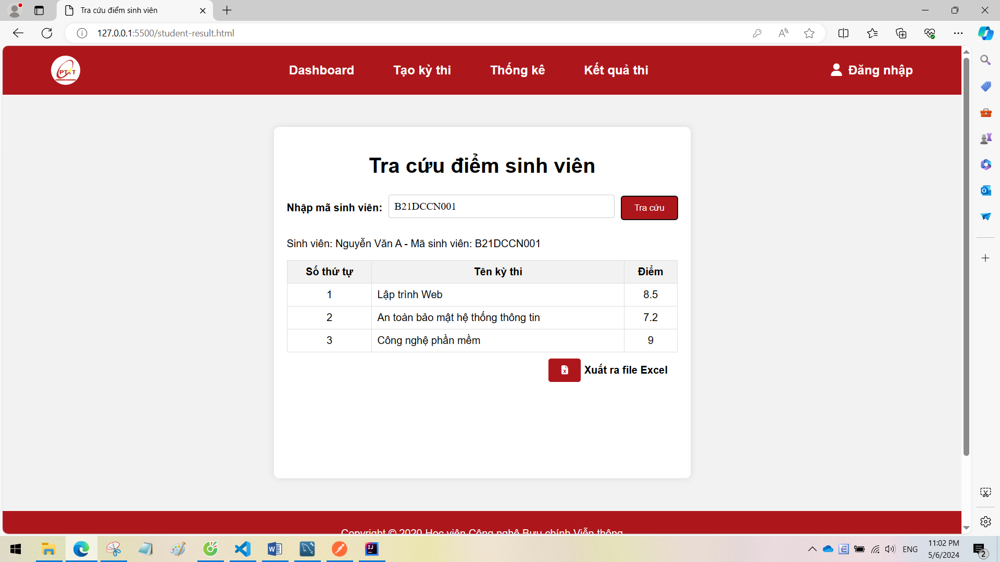 Tra cứu điểm sinh viên
127.0.0.1:5500/student-result.html
PTIT
Dashboard
Tạo kỳ thi
Thống kê
Kết quả thi
Đăng nhập
Tra cứu điểm sinh viên
Nhập mã sinh viên:
B21DCCN001
Tra cứu
Sinh viên: Nguyễn Văn A - Mã sinh viên: B21DCCN001
Số thứ tự Tên kỳ thi Điểm
1 Lập trình Web 8.5
2 An toàn bảo mật hệ thống thông tin 7.2
3 Công nghệ phần mềm 9
Xuất ra file Excel
Copyright © 2020 Học viện Công nghệ Bưu chính Viễn thông
ENG
11:02 PM
5/6/2024
2